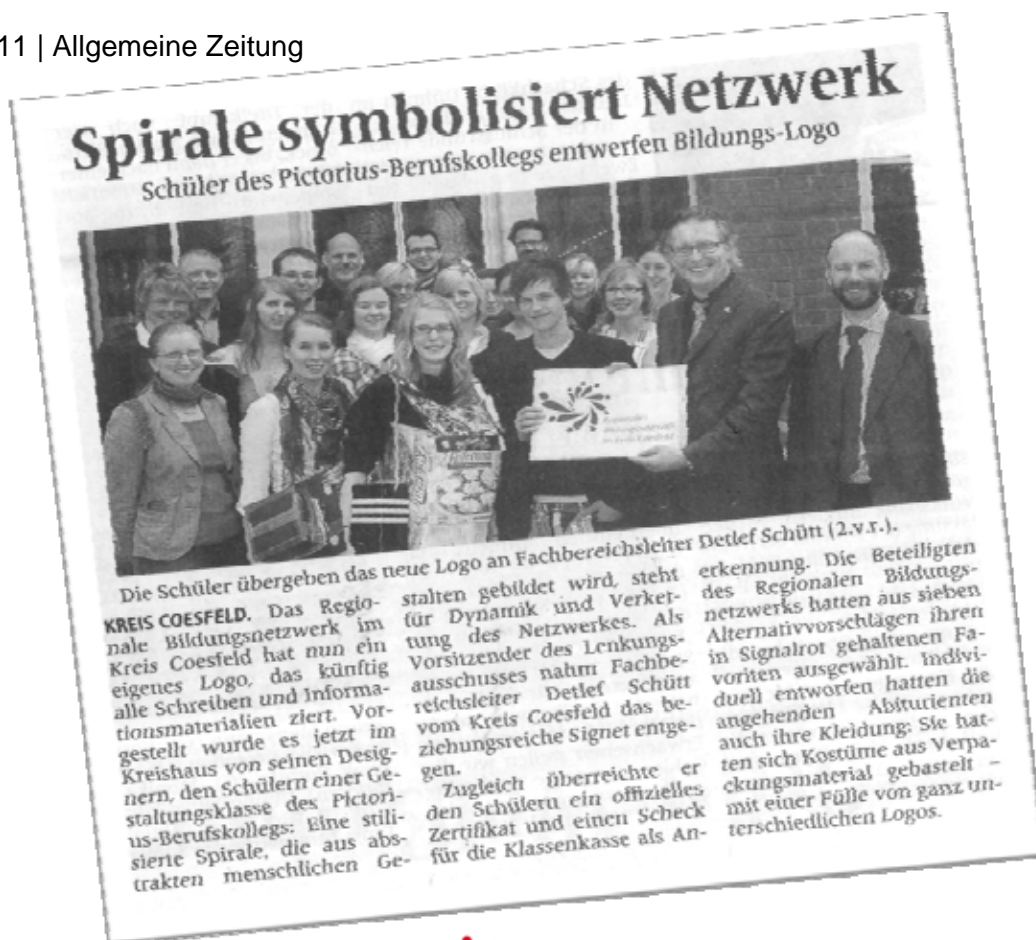 11 | Allgemeine Zeitung
Spirale symbolisiert Netzwerk
Schüler des Pictorius-Berufskollegs entwerfen Bildungs-Logo
Die Schüler übergeben das neue Logo an Fachbereichsleiter Detlef Schütt (2.v.r.).
KREIS COESFELD. Das Regio-
nale Bildungsnetzwerk im
Kreis Coesfeld hat nun ein
eigenes Logo, das künftig
alle Schreiben und Informa-
tionsmaterialien ziert. Vor-
gestellt wurde es jetzt im
Kreishaus von seinen Desig-
nern, den Schülern einer Ge-
staltungsklasse des Pictori-
us-Berufskollegs: Eine stili-
sierte Spirale, die aus abs-
trakten menschlichen Ge-
stalten gebildet wird, steht
für Dynamik und Verket-
tung des Netzwerkes. Als
Vorsitzender des Lenkungs-
ausschusses nahm Fachbe-
reichsleiter Detlef Schütt
vom Kreis Coesfeld das be-
ziehungsreiche Signet entge-
gen.
Zugleich überreichte er
den Schülern ein offizielles
Zertifikat und einen Scheck
für die Klassenkasse als An-
erkennung. Die Beteiligten
des Regionalen Bildungs-
netzwerks hatten aus sieben
Alternativvorschlägen ihren
in Signalrot gehaltenen Fa-
voriten ausgewählt. Indivi-
duell entworfen hatten die
angehenden Abiturienten
auch ihre Kleidung: Sie hat-
ten sich Kostüme aus Verpa-
ckungsmaterial gebastelt –
mit einer Fülle von ganz un-
terschiedlichen Logos.